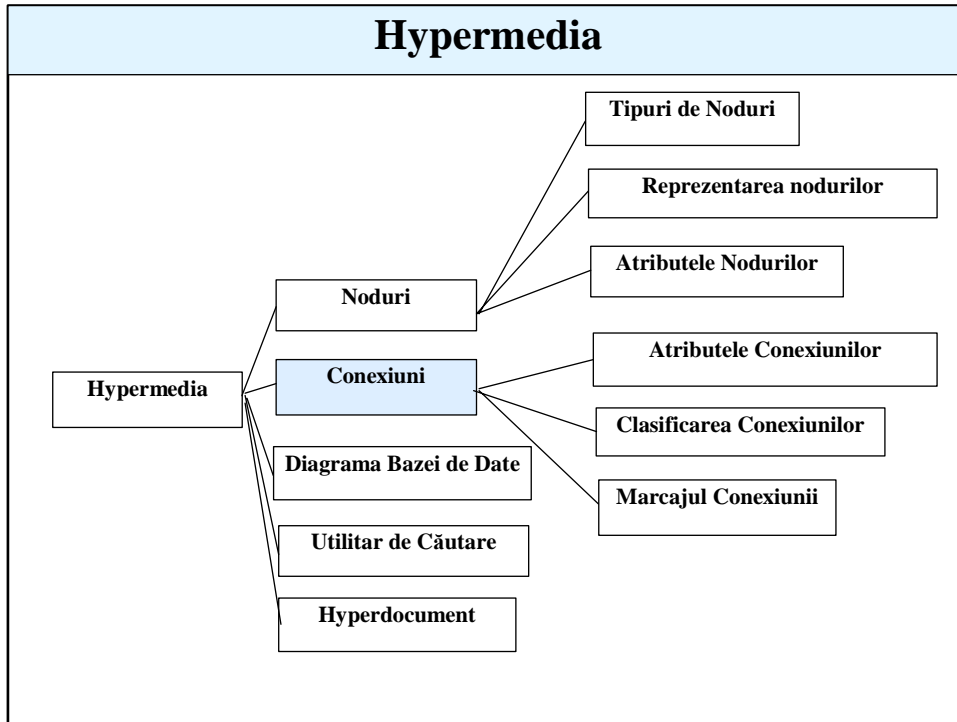 Hypermedia
Tipuri de Noduri
Reprezentarea nodurilor
Atributele Nodurilor
Noduri
Atributele Conexiunilor
Conexiuni
Hypermedia
Clasificarea Conexiunilor
Diagrama Bazei de Date
Marcajul Conexiunii
Utilitar de Căutare
Hyperdocument